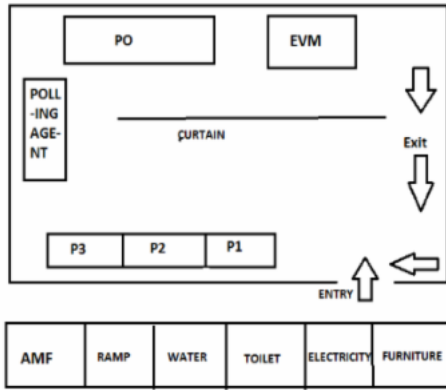 PO
EVM
POLL
-ING
AGE-
NT
CURTAIN
Exit
P3 P2 P1
ENTRY
AMF RAMP WATER TOILET ELECTRICITY FURNITURE